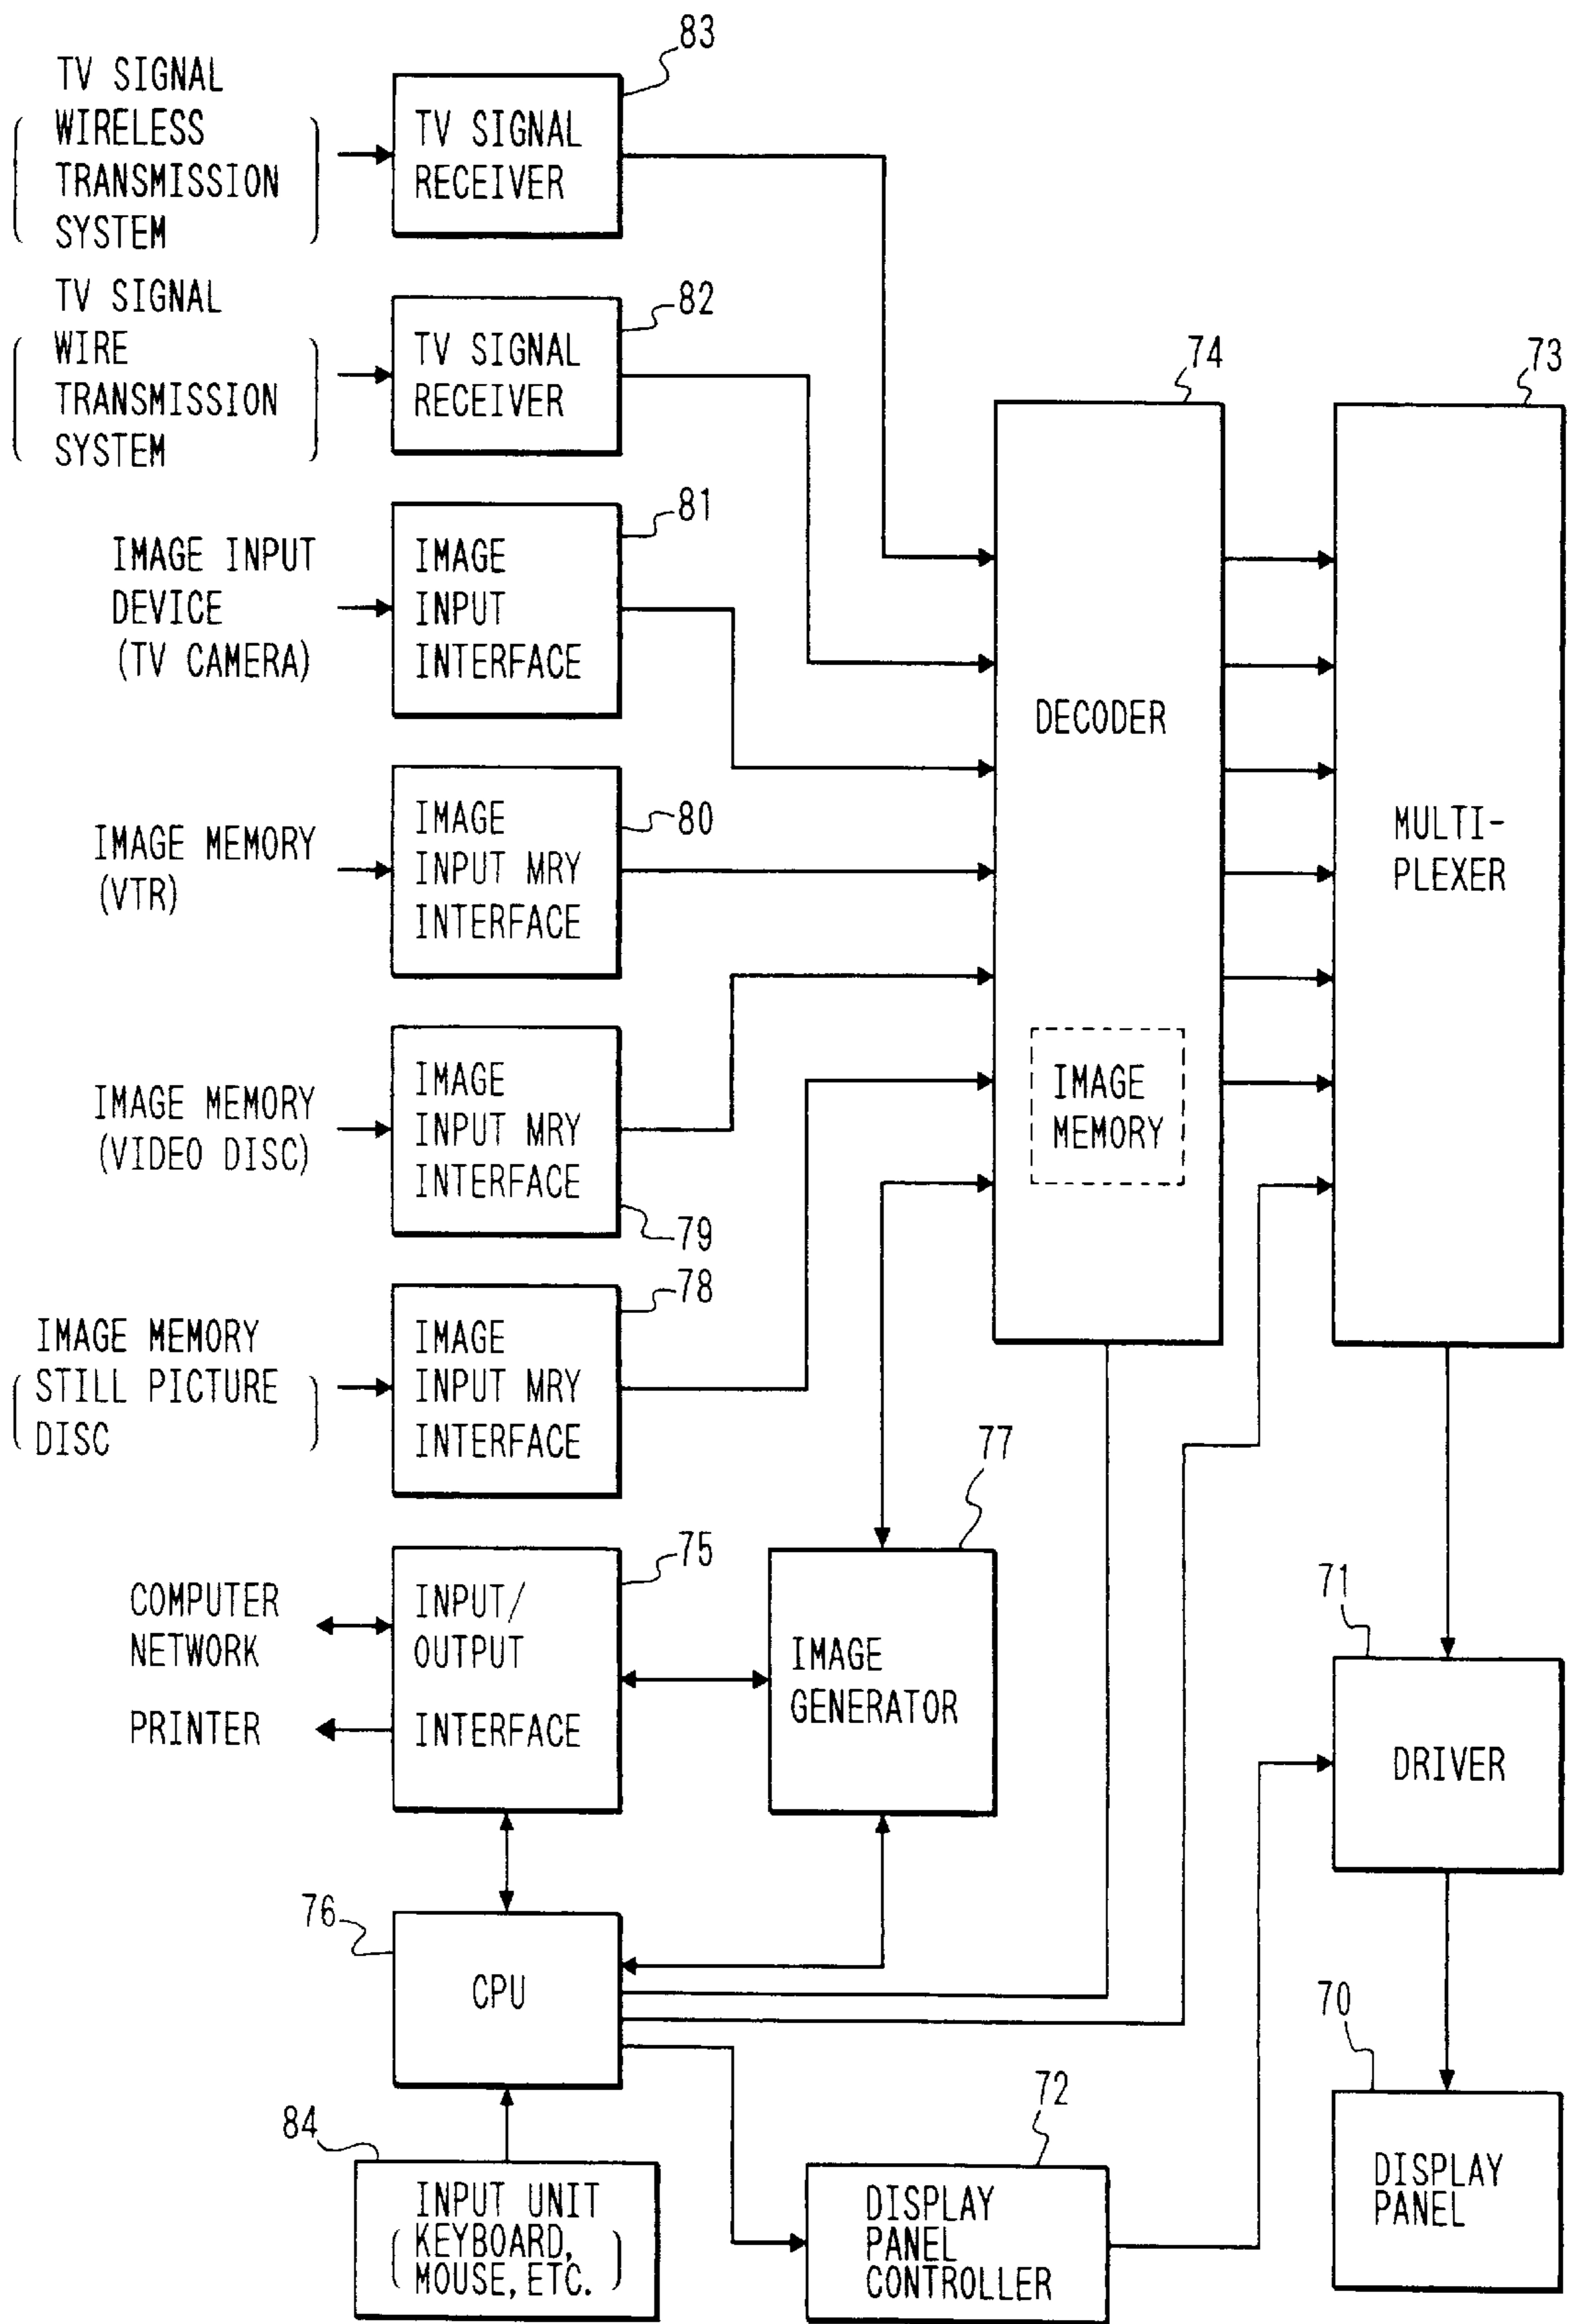 83
TV SIGNAL
WIRELESS
TRANSMISSION
SYSTEM
TV SIGNAL
RECEIVER
82
TV SIGNAL
WIRE
TRANSMISSION
SYSTEM
TV SIGNAL
RECEIVER
74
73
81
IMAGE INPUT
DEVICE
(TV CAMERA)
IMAGE
INPUT
INTERFACE
DECODER
MULTI-
PLEXER
80
IMAGE MEMORY
(VTR)
IMAGE
INPUT MRY
INTERFACE
IMAGE MEMORY
(VIDEO DISC)
IMAGE
INPUT MRY
INTERFACE
79
IMAGE
MEMORY
78
IMAGE MEMORY
STILL PICTURE
DISC
IMAGE
INPUT MRY
INTERFACE
77
75
COMPUTER
NETWORK
PRINTER
INPUT/
OUTPUT
INTERFACE
IMAGE
GENERATOR
71
DRIVER
76
CPU
70
DISPLAY
PANEL
72
DISPLAY
PANEL
CONTROLLER
84
INPUT UNIT
KEYBOARD,
MOUSE, ETC.